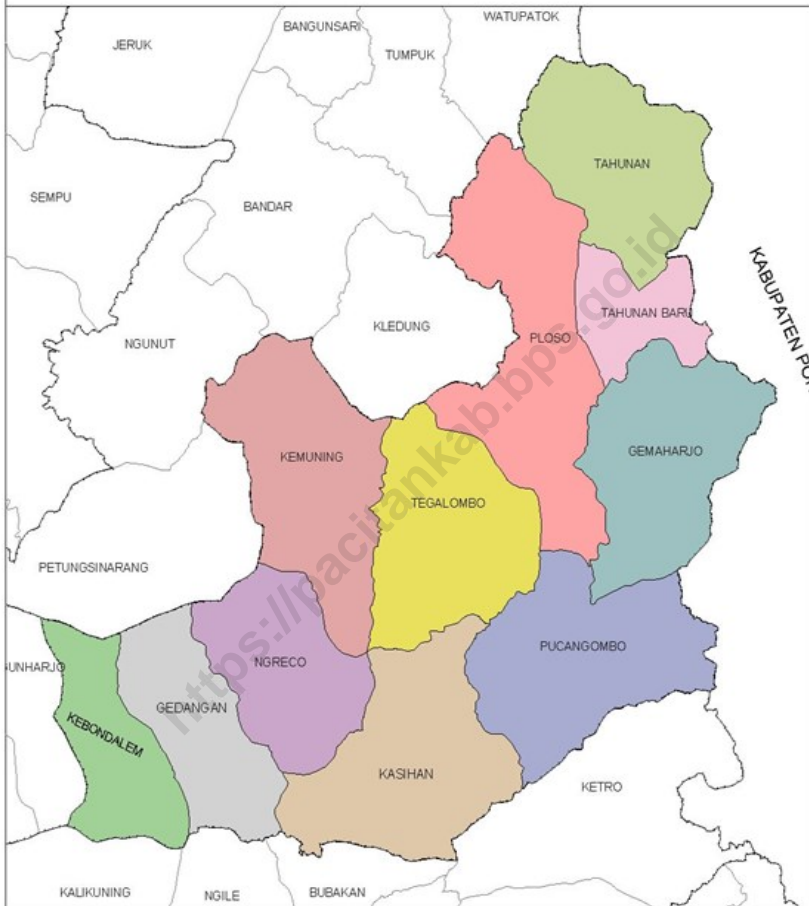 WATUPATOK
BANGUNSARI
JERUK
TUMPUK
TAHUNAN
SEMPU
BANDAR
TAHUNAN BARU
KABUPATEN
KLEDUNG
PLOSO
NGUNUT
GEMAHARJO
KEMUNING
TEGALOMBO
PETUNGSINARANG
PUCANGOMBO
NGRECO
UNHARJO
GEDANGAN
KEBONDALEM
KASIHAN
KETRO
KALIKUNING
NGILE
BUBAKAN
https://pacitankab.bps.go.id